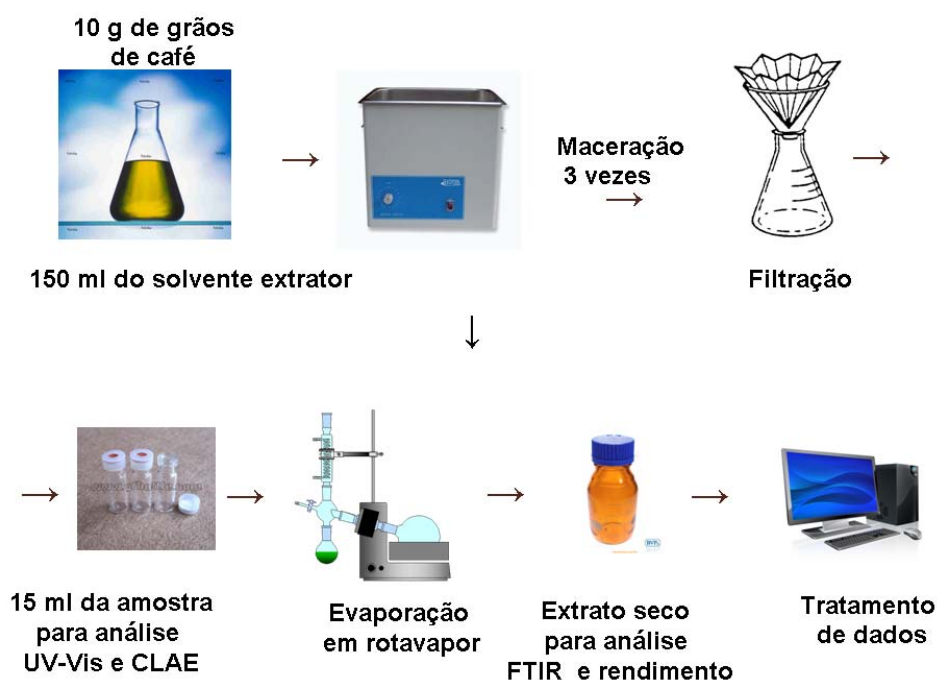 10 g de grãos
de café
Maceração
3 vezes
150 ml do solvente extrator
Filtração
15 ml da amostra
para análise
UV-Vis e CLAE
Evaporação
em rotavapor
Extrato seco
para análise
FTIR e rendimento
Tratamento
de dados